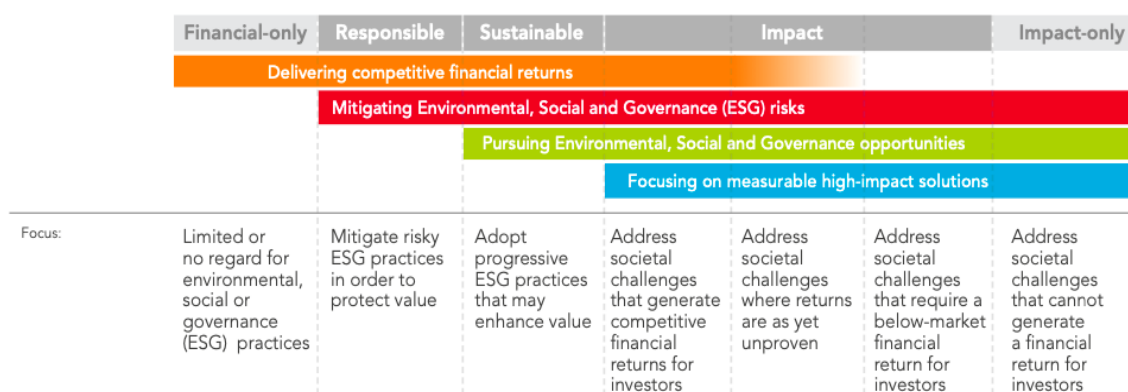 Financial-only Responsible Sustainable Impact Impact-only
Delivering competitive financial returns
Mitigating Environmental, Social and Governance (ESG) risks
Pursuing Environmental, Social and Governance opportunities
Focusing on measurable high-impact solutions
Focus:
Limited or
no regard for
environmental,
social or
governance
(ESG) practices
Mitigate risky
ESG practices
in order to
protect value
Adopt
progressive
ESG practices
that may
enhance value
Address
societal
challenges
that generate
competitive
financial
returns for
investors
Address
societal
challenges
where returns
are as yet
unproven
Address
societal
challenges
that require a
below-market
financial
return for
investors
Address
societal
challenges
that cannot
generate
a financial
return for
investors